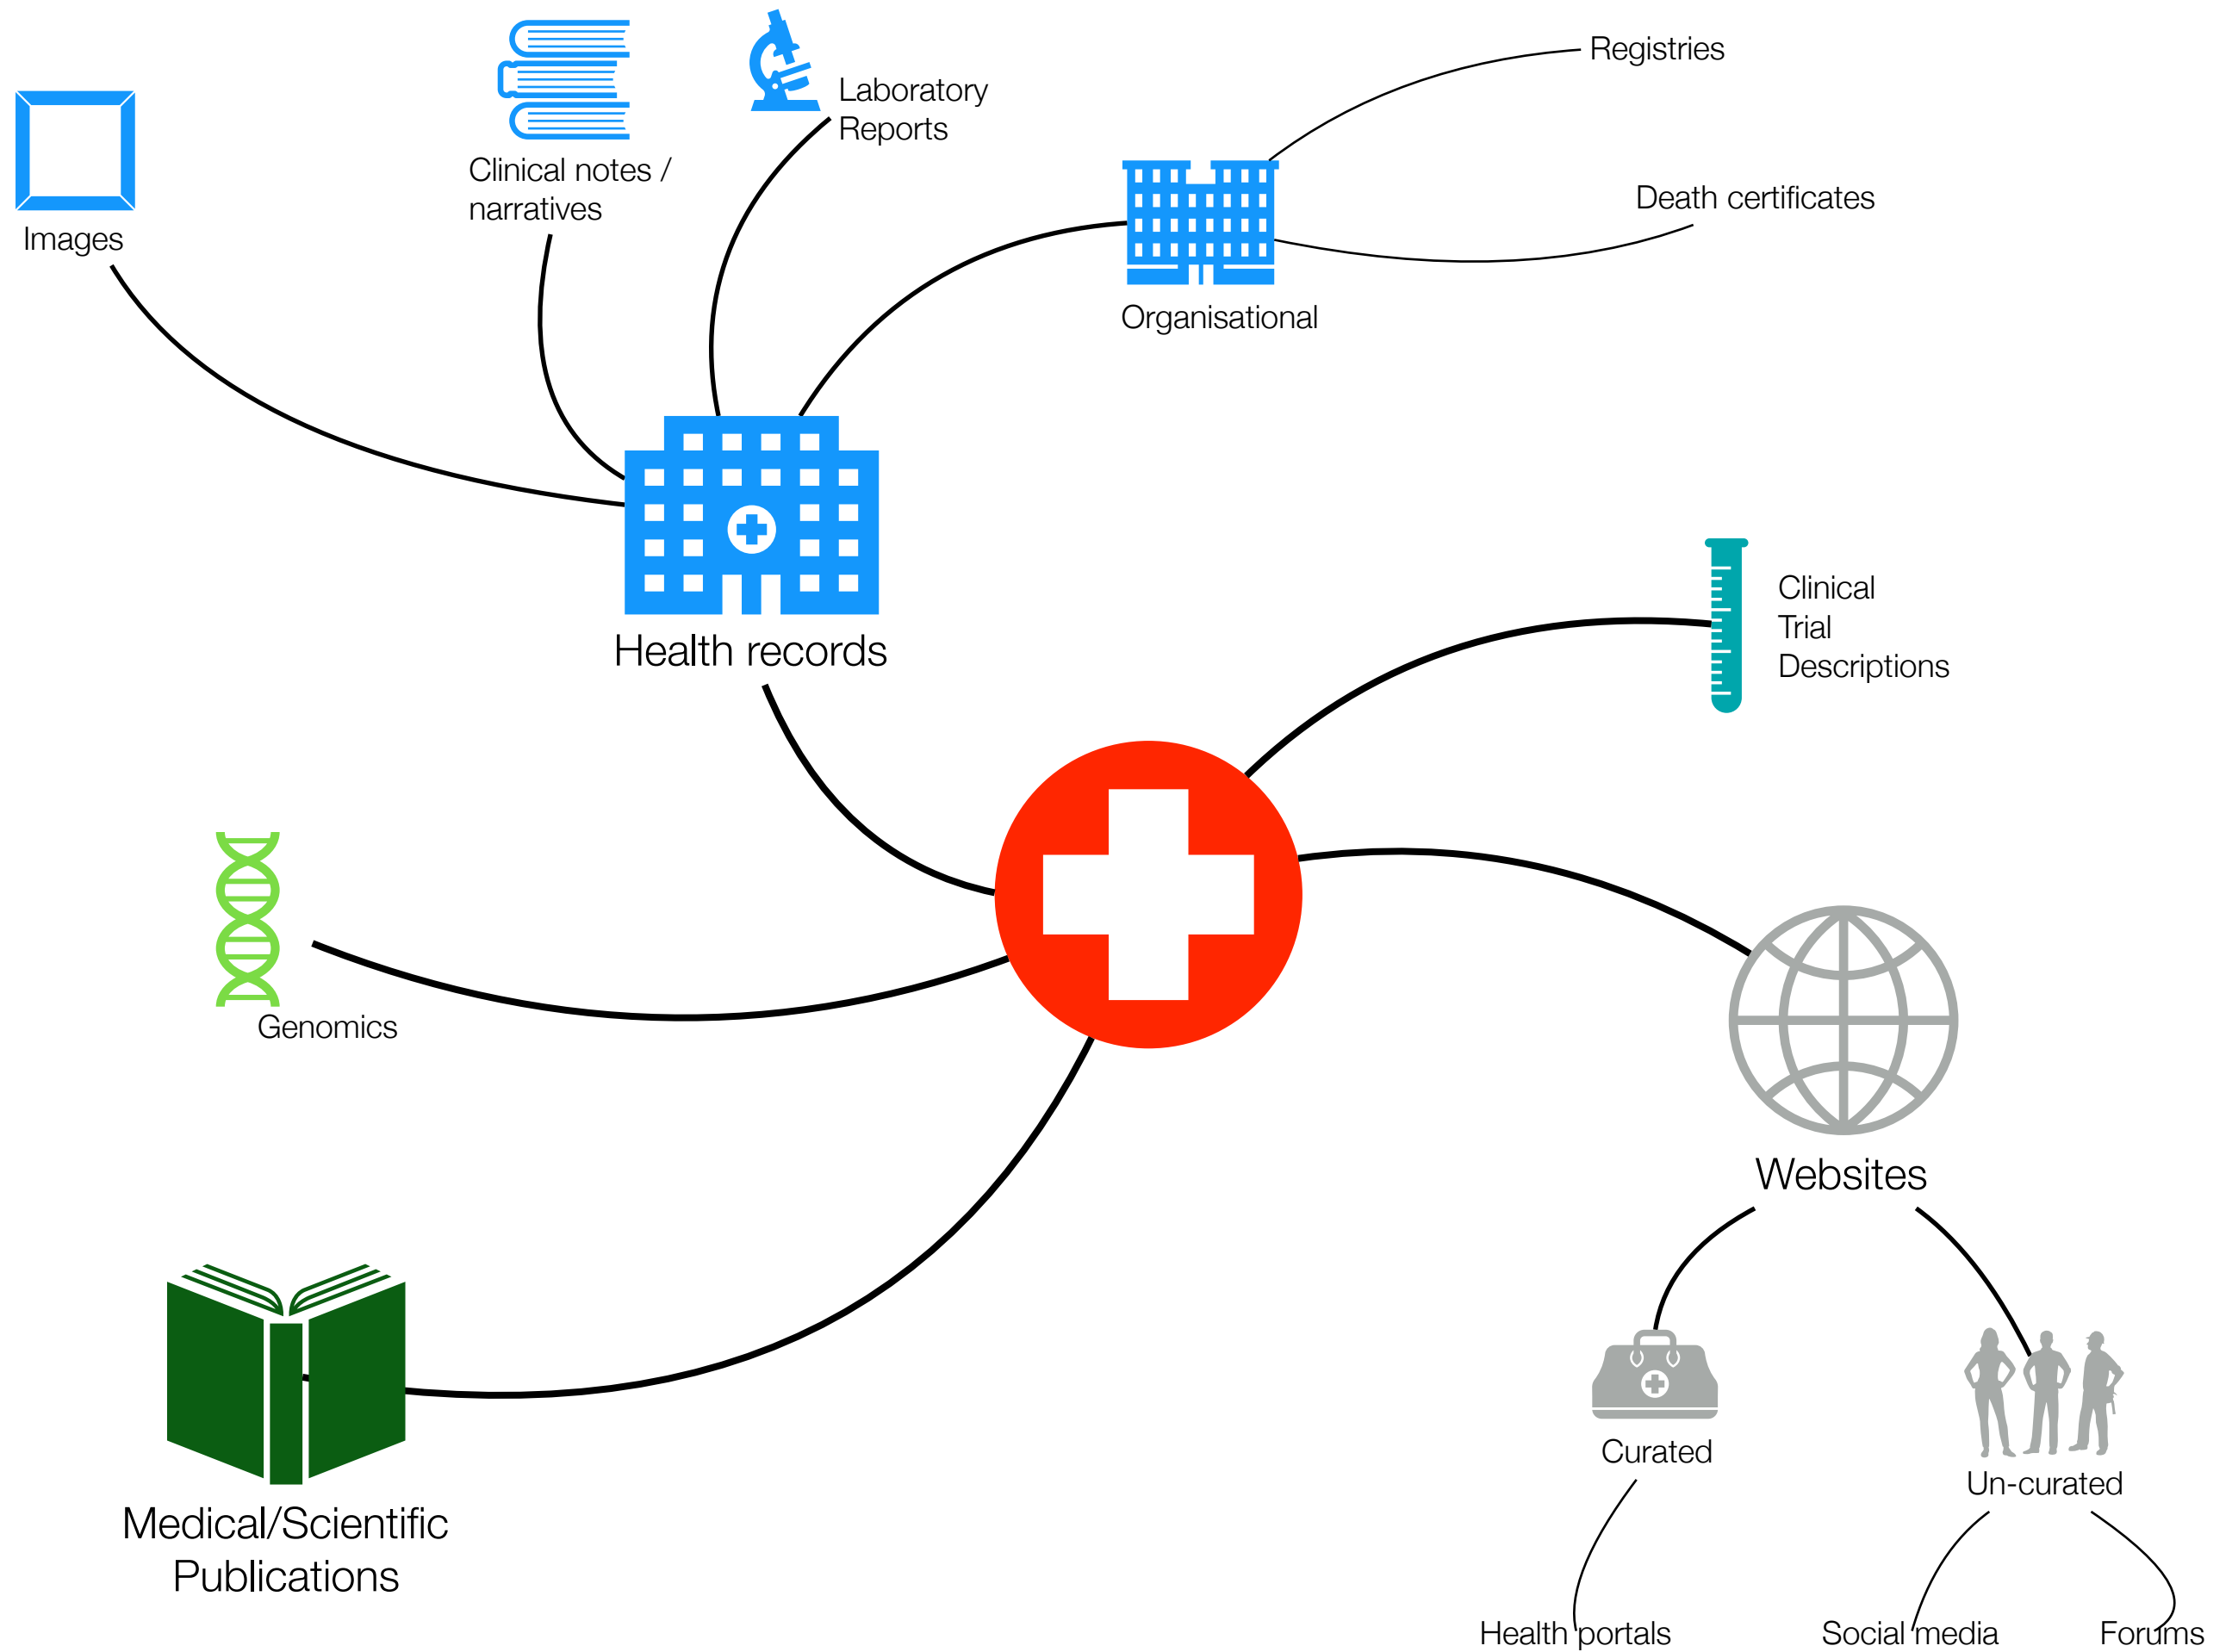 Registries
Laboratory
Reports
Clinical notes /
narratives
Death certificates
Images
Organisational
Clinical
Trial
Descriptions
Health records
Genomics
Websites
Curated
Un-curated
Medical/Scientific
Publications
Health portals
Social media
Forums